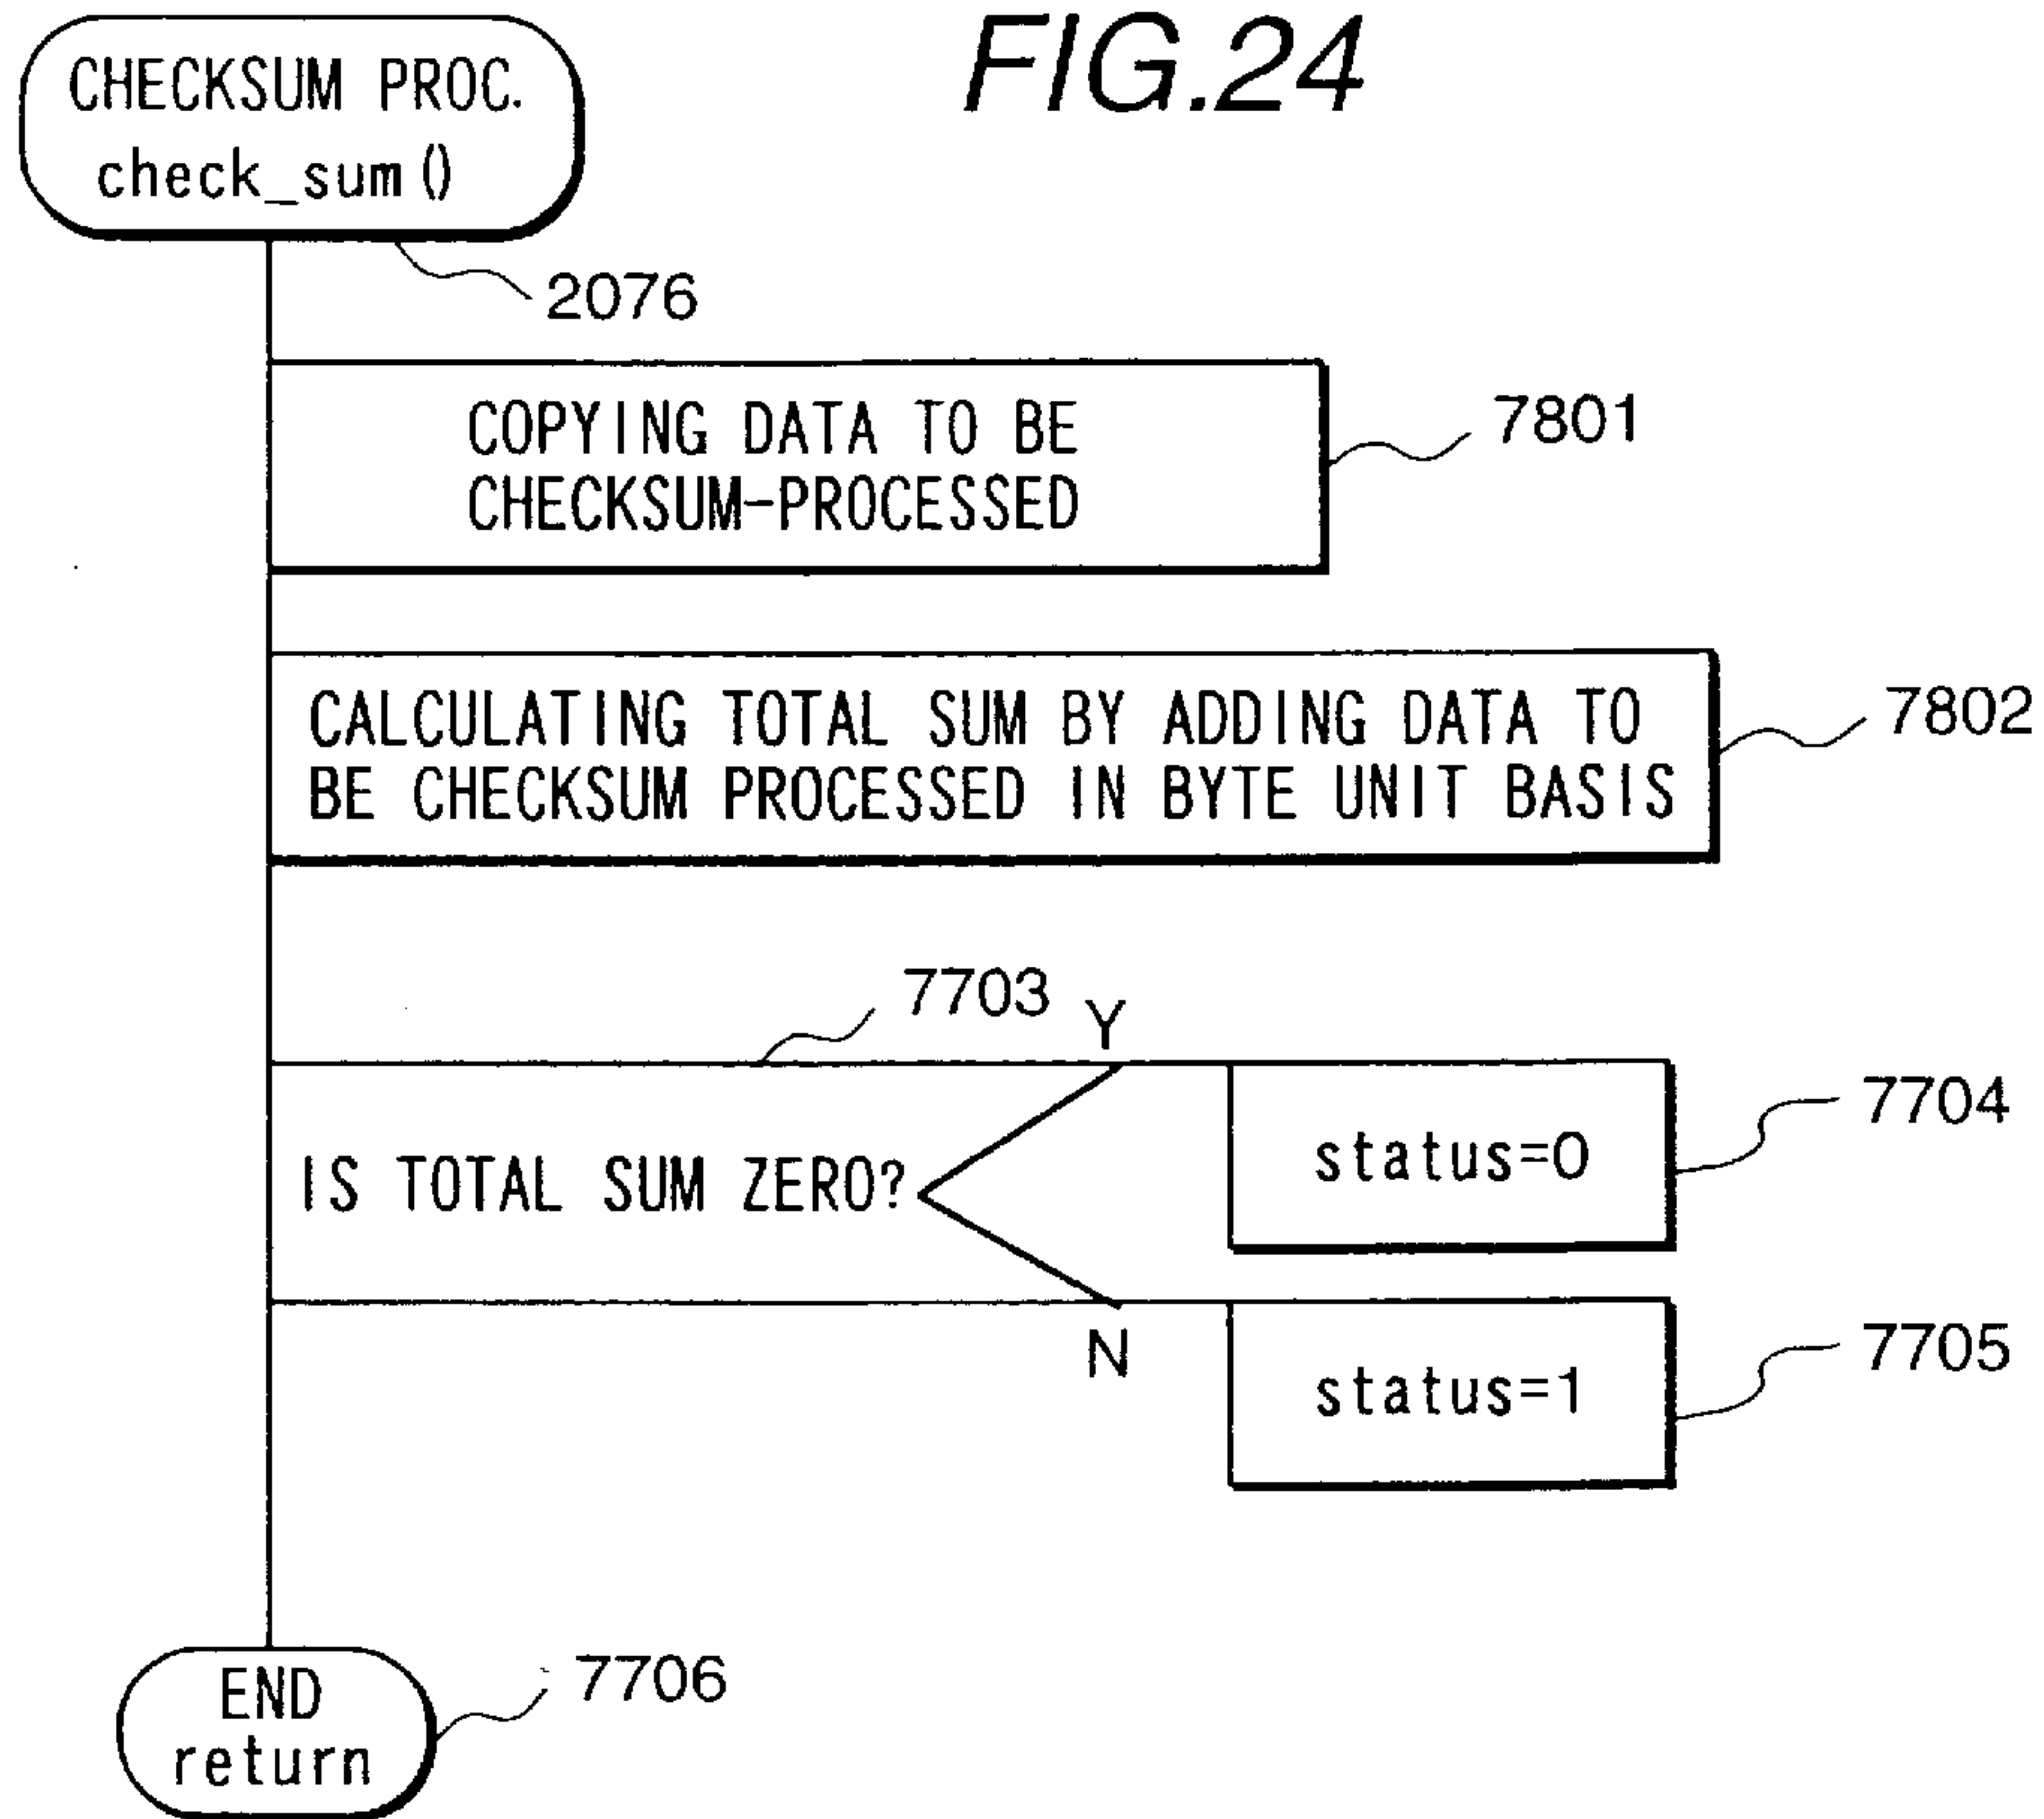 FIG.24
CHECKSUM PROC.
check_sum()
2076
COPYING DATA TO BE
CHECKSUM-PROCESSED
7801
CALCULATING TOTAL SUM BY ADDING DATA TO
BE CHECKSUM PROCESSED IN BYTE UNIT BASIS
7802
7703
Y
IS TOTAL SUM ZERO?
status=0
7704
N
status=1
7705
END
return
7706